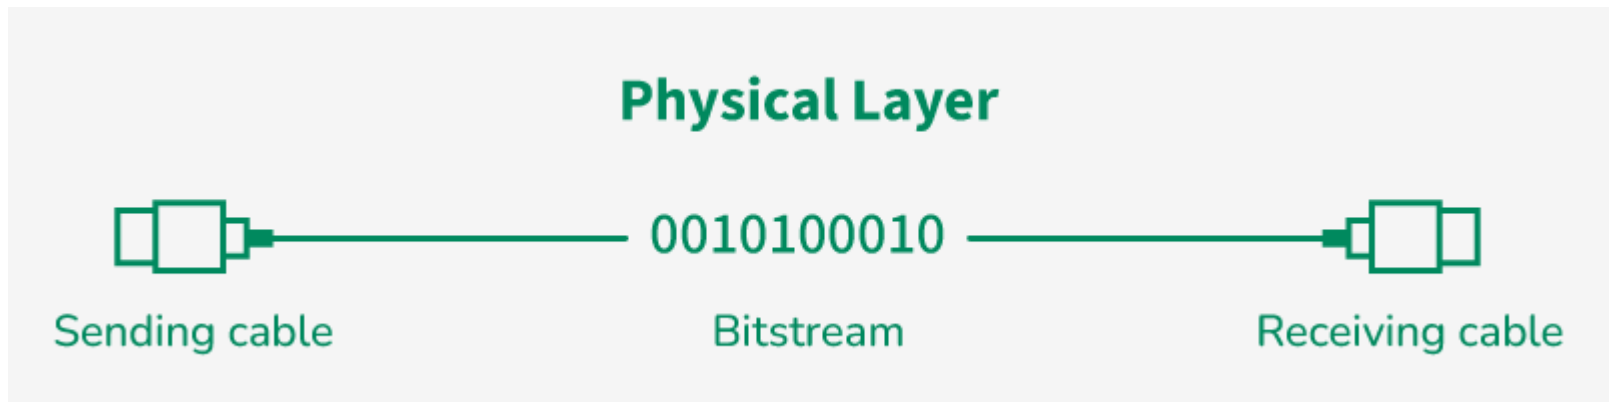 Physical Layer
0010100010
Sending cable
Bitstream
Receiving cable